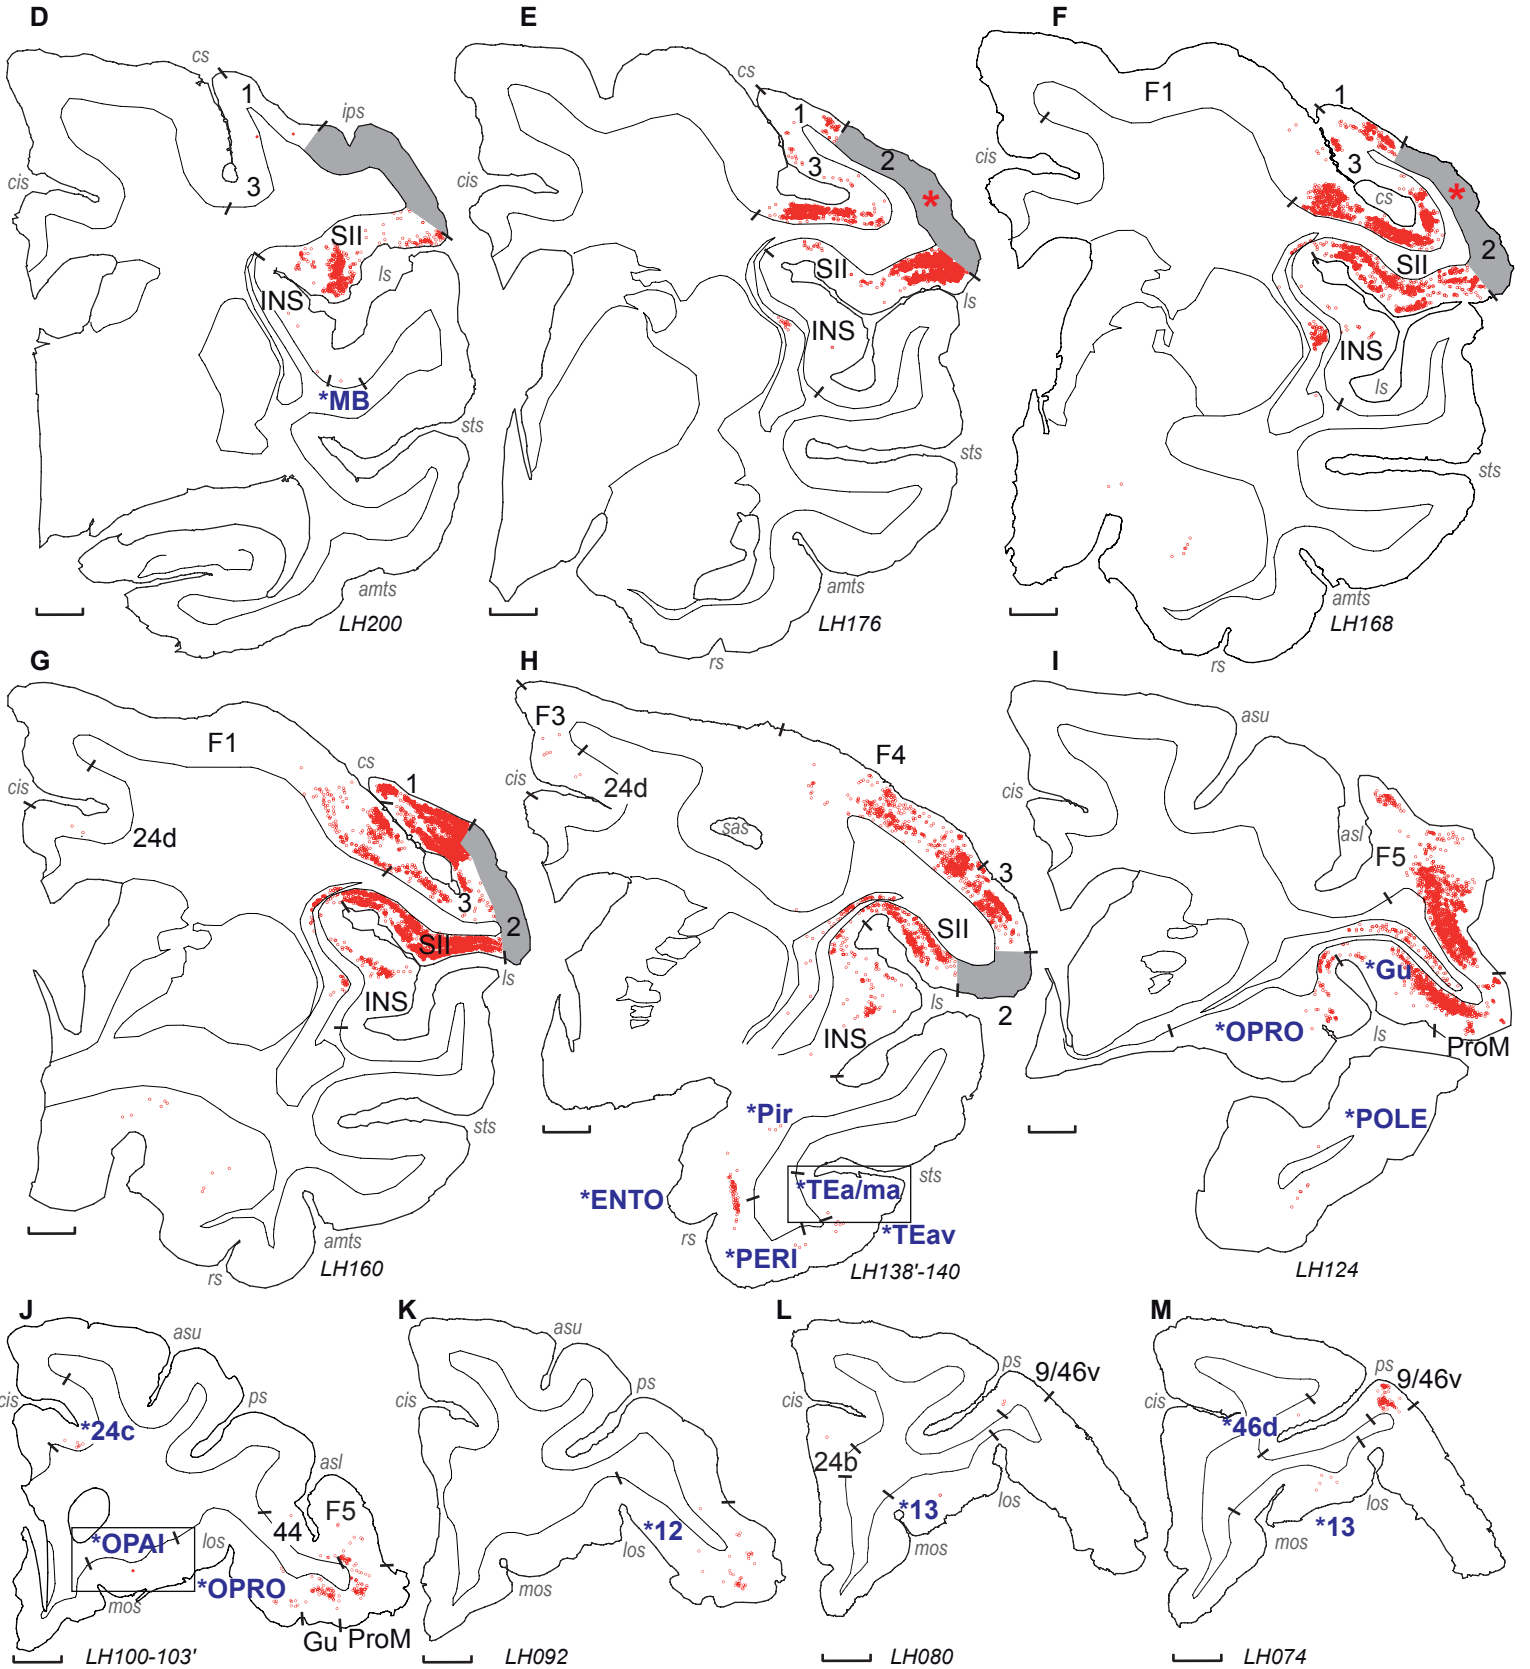 D
cs
1
ips
cis
3
SII
ls
INS
*MB
sts
amts
LH200
E
cs
1
2
3
*
cis
SII
ls
INS
sts
amts
LH176
rs
F
F1
1
cis
3
*
cs
SII
2
INS
ls
sts
amts
LH168
rs
G
F1
cs
1
cis
24d
3
2
SII
ls
INS
sts
amts
rs
LH160
H
F3
F4
cis
24d
sas
3
SII
ls
2
INS
*Pir
sts
*TEa/ma
*ENTO
rs
*TEav
*PERI
LH138'-140
I
asu
cis
asl
F5
*Gu
*OPRO
ls
ProM
*POLE
LH124
J
asu
cis
ps
*24c
asl
F5
44
*OPAI
los
*OPRO
mos
Gu
ProM
LH100-103'
K
asu
ps
cis
*12
los
mos
LH092
L
ps
9/46v
cis
24b
*13
los
mos
LH080
M
ps
9/46v
cis
*46d
los
*13
mos
LH074